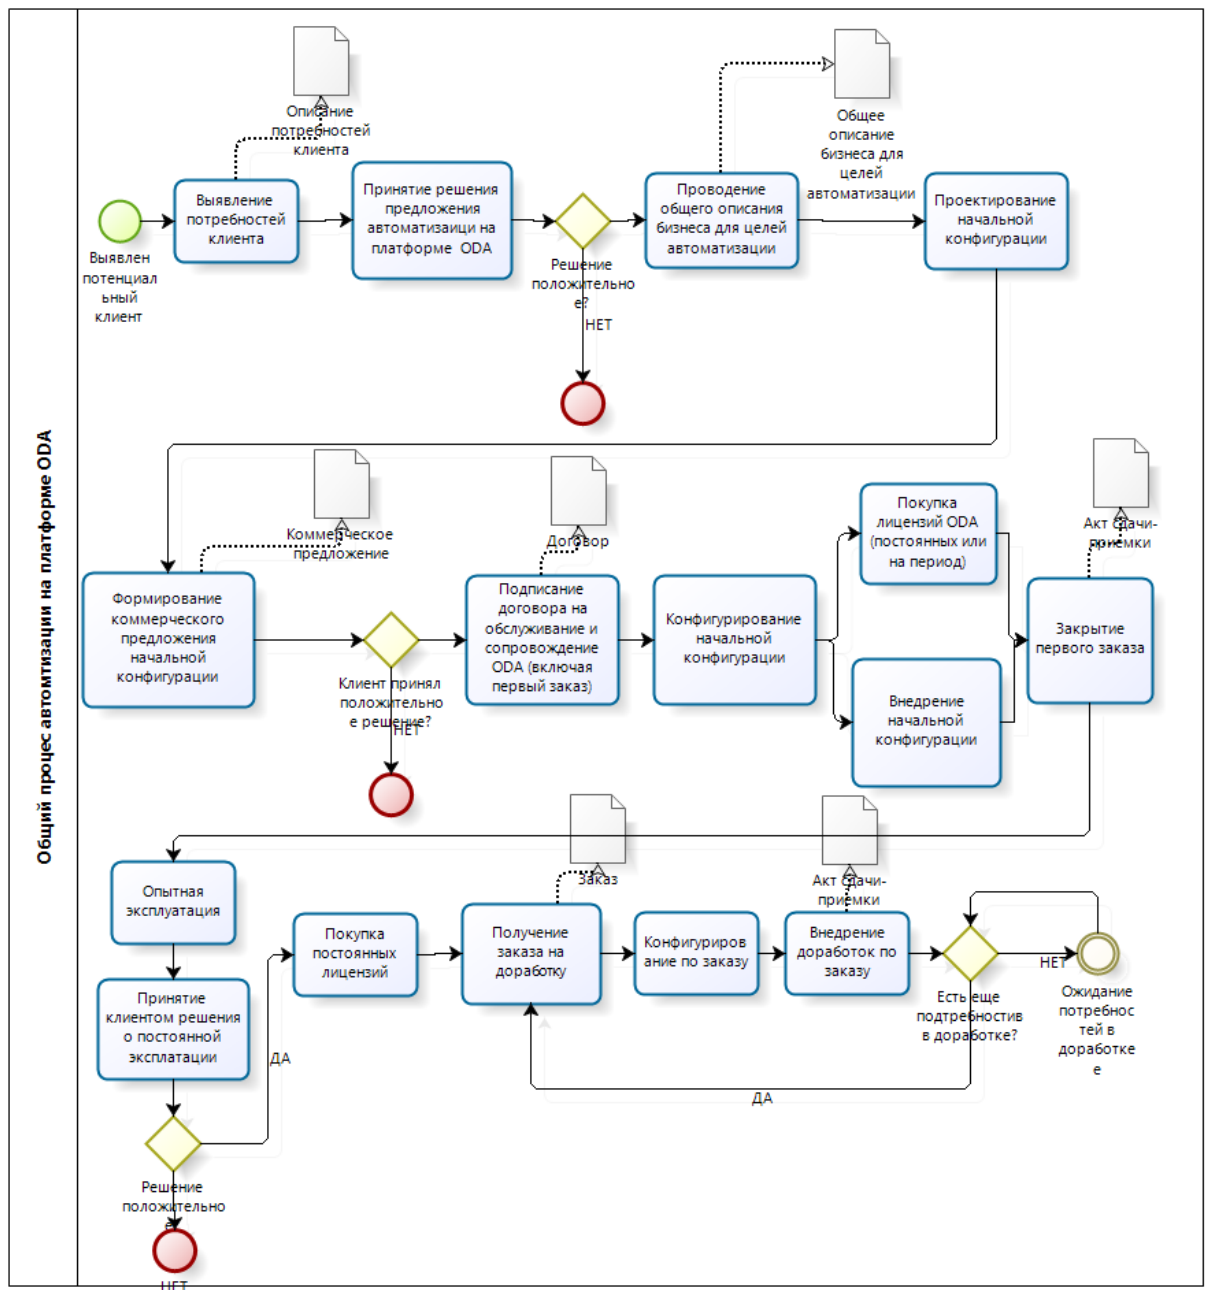 Общий процес автомтизации на платформе ODA
Описание
потребностей
клиента
Общее
описание
бизнеса для
целей
автоматизации
Выявлен
потенциал
ьный
клиент
Выявление
потребностей
клиента
Принятие решения
предложения
автоматизаици на
платформе ODA
Решение
положительно
е?
НЕТ
Проводение
общего описания
бизнеса для целей
автоматизации
Проектирование
начальной
конфигурации
Коммерческое
предложение
Договор
Акт сдачи-
приемки
Формирование
коммерческого
предложения
начальной
конфигурации
Клиент принял
положительно
е решение?
НЕТ
Подписание
договора на
обслуживание и
сопровождение
ODA (включая
первый заказ)
Конфигурирование
начальной
конфигурации
Покупка
лицензий ODA
(постоянных или
на период)
Внедрение
начальной
конфигурации
Закрытие
первого заказа
Заказ
Акт сдачи-
приемки
Опытная
эксплуатация
Принятие
клиентом решения
о постоянной
эксплатации
Решение
положительно
е?
НЕТ
ДА
Покупка
постоянных
лицензий
Получение
заказа на
доработку
Конфигуриров
ание по заказу
Внедрение
доработок по
заказу
Есть еще
подтребностив
в доработке?
НЕТ
ДА
Ожидание
потребнос
тей в
доработке
е